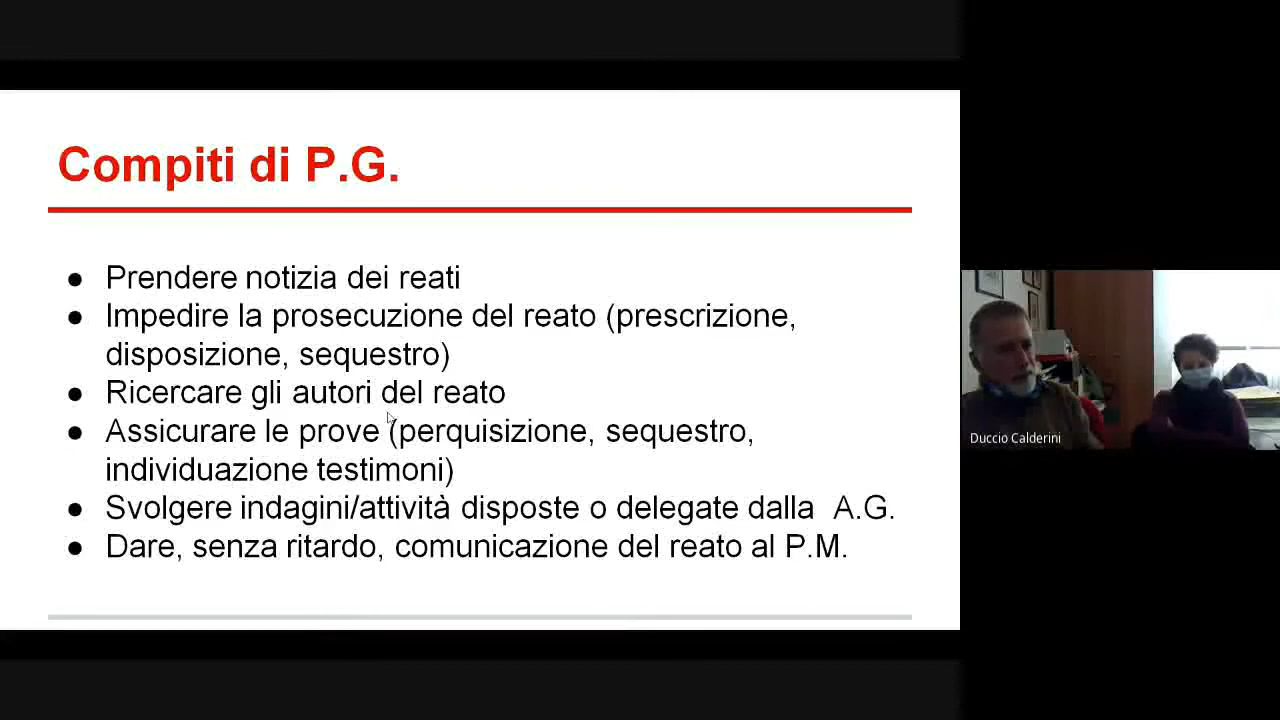 Compiti di P.G.
● Prendere notizia dei reati
● Impedire la prosecuzione del reato (prescrizione,
disposizione, sequestro)
● Ricercare gli autori del reato
● Assicurare le prove (perquisizione, sequestro,
individuazione testimoni)
● Svolgere indagini/attività disposte o delegate dalla  A.G.
● Dare, senza ritardo, comunicazione del reato al P.M.
Duccio Calderini